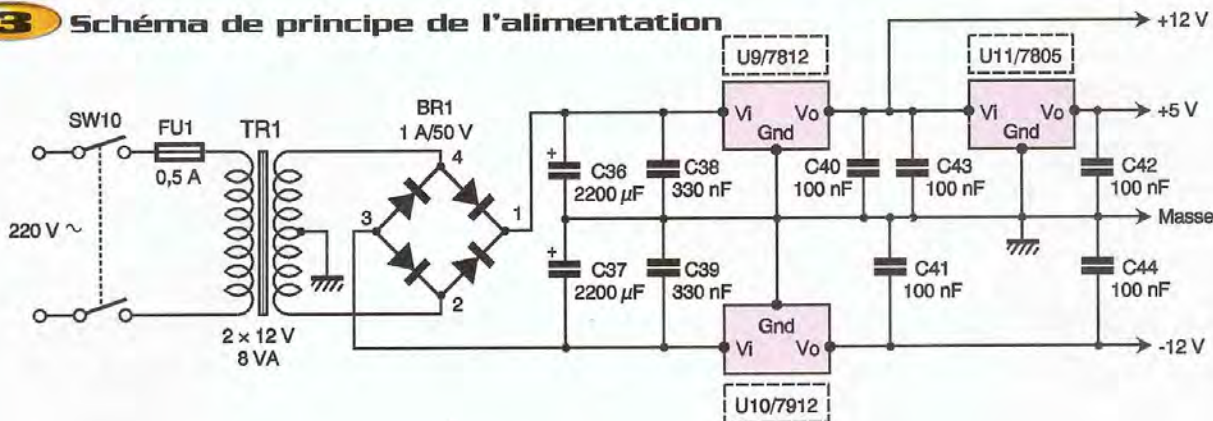 3 Schéma de principe de l'alimentation
+12 V
U9/7812
U11/7805
SW10
FU1
TR1
BR1
1 A/50 V
4
Vi
Vo
Gnd
Vi
Vo
Gnd
+5 V
0,5 A
+
C36
2200 µF
C38
330 nF
C40
100 nF
C43
100 nF
C42
100 nF
3
1
220 V ~
Masse
+
C37
2200 µF
C39
330 nF
C41
100 nF
C44
100 nF
2
Gnd
Vi
Vo
2 × 12 V
8 VA
-12 V
U10/7912